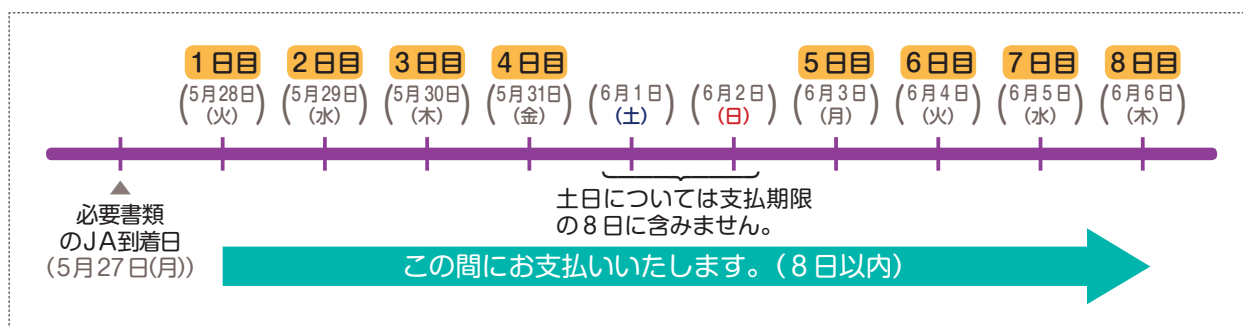 1日目 2日目 3日目 4日目 5日目 6日目 7日目 8日目
(5月28日) (5月29日) (5月30日) (5月31日) (6月1日) (6月2日) (6月3日) (6月4日) (6月5日) (6月6日)
(火) (水) (木) (金) (土) (日) (月) (火) (水) (木)
必要書類
のJA到着日
(5月27日(月))
土日については支払期限
の8日に含みません。
この間にお支払いいたします。(8日以内)